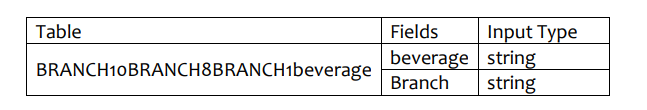 Table Fields Input Type
BRANCH10BRANCH8BRANCH1beverage beverage string
Branch string